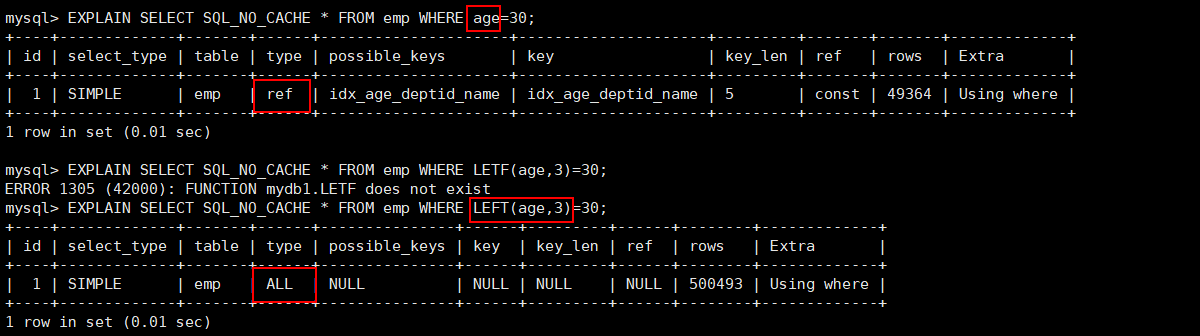 mysql> EXPLAIN SELECT SQL_NO_CACHE * FROM emp WHERE age=30;
+----+-------------+-------+------+---------------------+---------------------+---------+-------+-------+-------------+
| id | select_type | table | type | possible_keys       | key                 | key_len | ref   | rows  | Extra       |
+----+-------------+-------+------+---------------------+---------------------+---------+-------+-------+-------------+
|  1 | SIMPLE      | emp   | ref  | idx_age_deptid_name | idx_age_deptid_name | 5       | const | 49364 | Using where |
+----+-------------+-------+------+---------------------+---------------------+---------+-------+-------+-------------+
1 row in set (0.01 sec)

mysql> EXPLAIN SELECT SQL_NO_CACHE * FROM emp WHERE LETF(age,3)=30;
ERROR 1305 (42000): FUNCTION mydb1.LETF does not exist
mysql> EXPLAIN SELECT SQL_NO_CACHE * FROM emp WHERE LEFT(age,3)=30;
+----+-------------+-------+------+---------------+------+---------+------+--------+-------------+
| id | select_type | table | type | possible_keys | key  | key_len | ref  | rows   | Extra       |
+----+-------------+-------+------+---------------+------+---------+------+--------+-------------+
|  1 | SIMPLE      | emp   | ALL  | NULL          | NULL | NULL    | NULL | 500493 | Using where |
+----+-------------+-------+------+---------------+------+---------+------+--------+-------------+
1 row in set (0.01 sec)